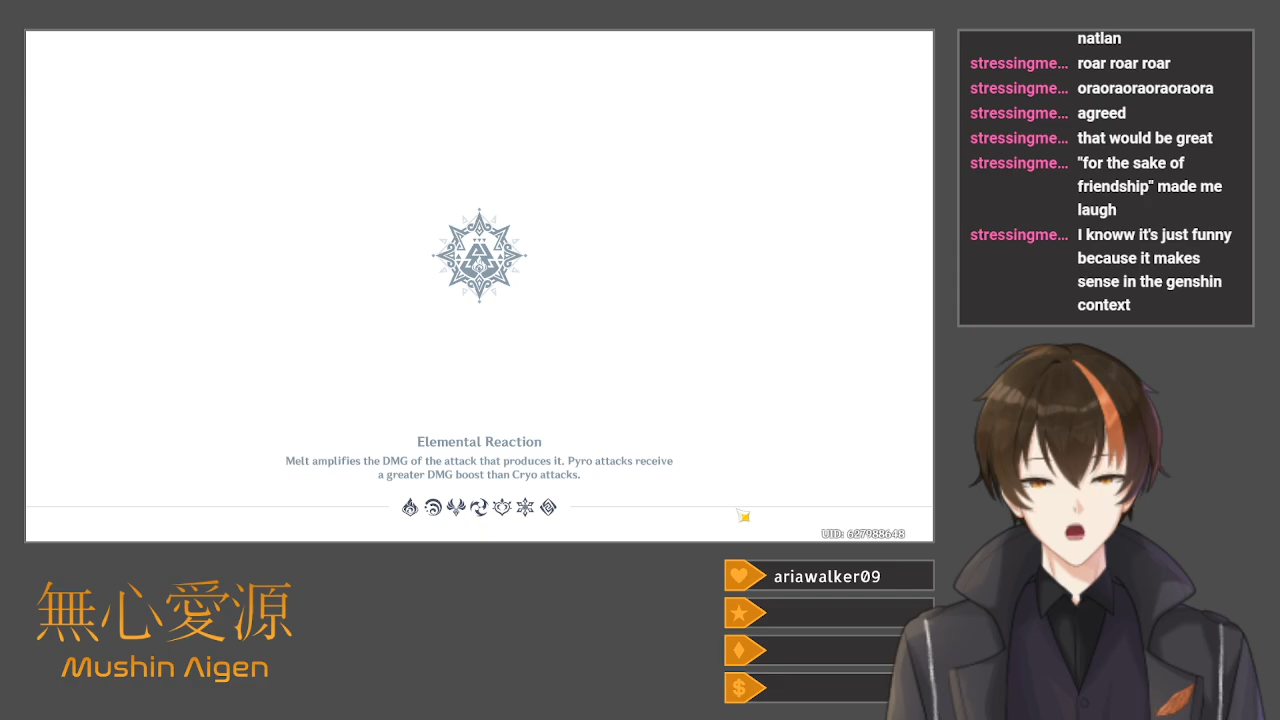 natlan
stressingme... roar roar roar
stressingme... oraoraoraoraoraora
stressingme... agreed
stressingme... that would be great
stressingme... "for the sake of
friendship" made me
laugh
stressingme... I knoww it's just funny
because it makes
sense in the genshin
context
Elemental Reaction
Melt amplifies the DMG of the attack that produces it. Pyro attacks receive
a greater DMG boost than Cryo attacks.
UID: 627988648
ariawalker09
無心愛源
Mushin Aigen